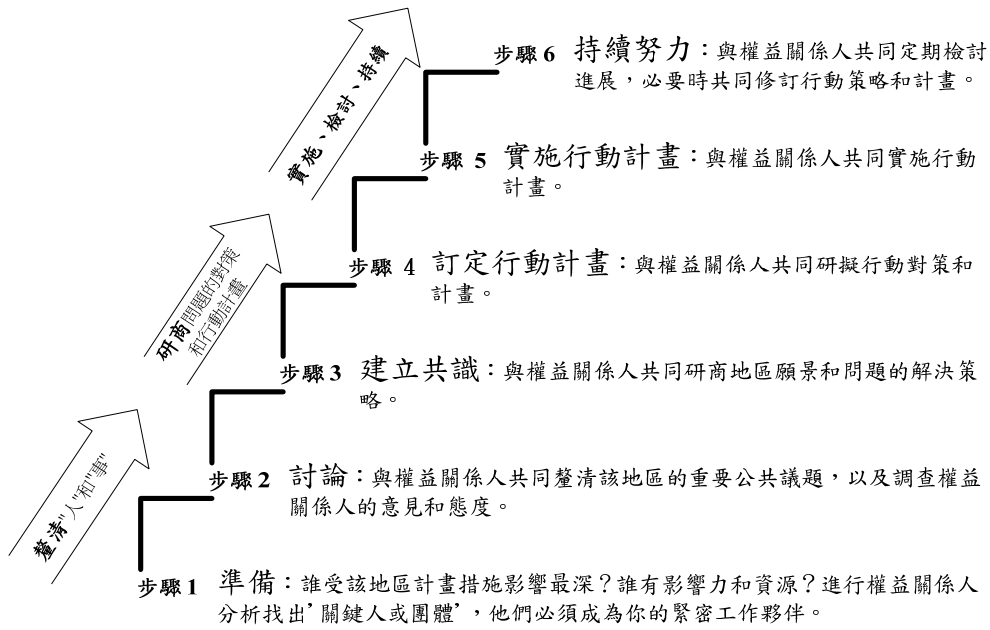 步驟 6 持續努力：與權益關係人共同定期檢討
進展，必要時共同修訂行動策略和計畫。
實施、檢討、持續
步驟 5 實施行動計畫：與權益關係人共同實施行動
計畫。
步驟 4 訂定行動計畫：與權益關係人共同研擬行動對策和
計畫。
研商問題的對策
和行動計畫
步驟 3 建立共識：與權益關係人共同研商地區願景和問題的解決策
略。
步驟 2 討論：與權益關係人共同釐清該地區的重要公共議題，以及調查權益
關係人的意見和態度。
釐清"人"和"事"
步驟 1 準備：誰受該地區計畫措施影響最深？誰有影響力和資源？進行權益關係人
分析找出'關鍵人或團體'，他們必須成為你的緊密工作夥伴。